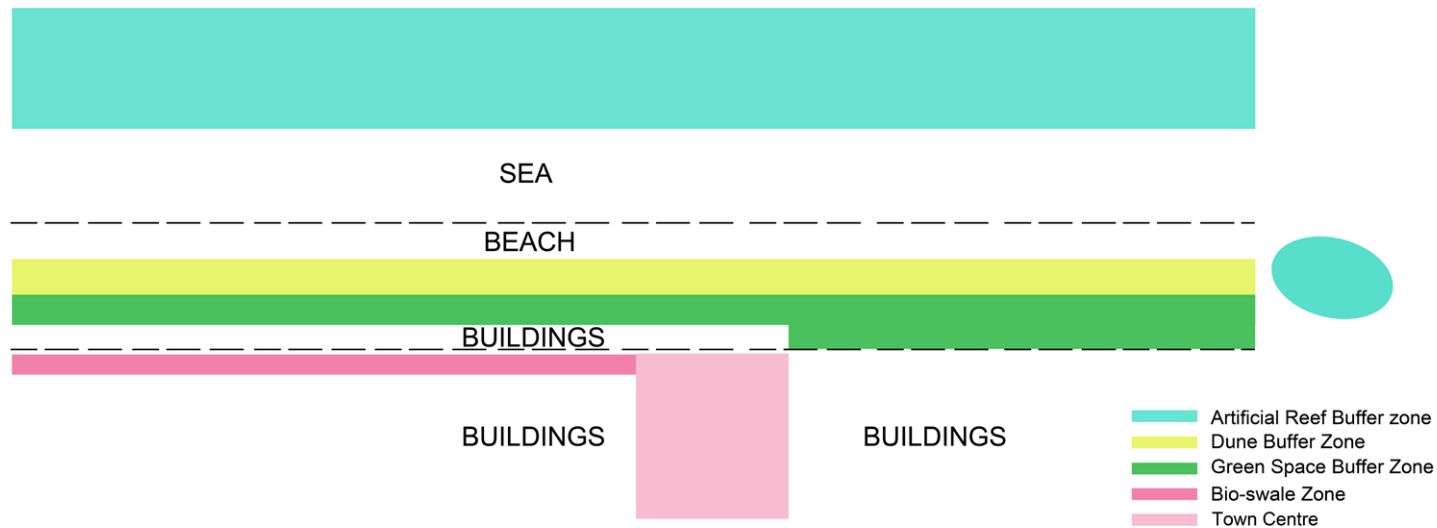 SEA
BEACH
BUILDINGS
BUILDINGS
BUILDINGS
Artificial Reef Buffer zone
Dune Buffer Zone
Green Space Buffer Zone
Bio-swale Zone
Town Centre